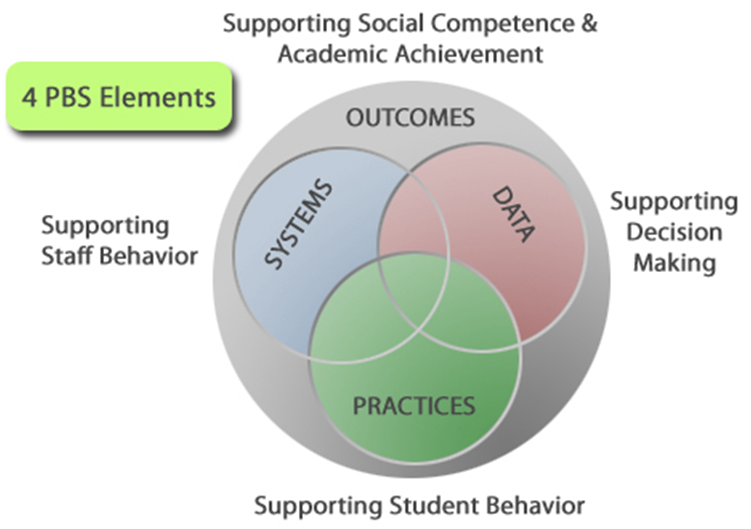 Supporting Social Competence &
Academic Achievement
4 PBS Elements
OUTCOMES
SYSTEMS
DATA
Supporting
Staff Behavior
Supporting
Decision
Making
PRACTICES
Supporting Student Behavior